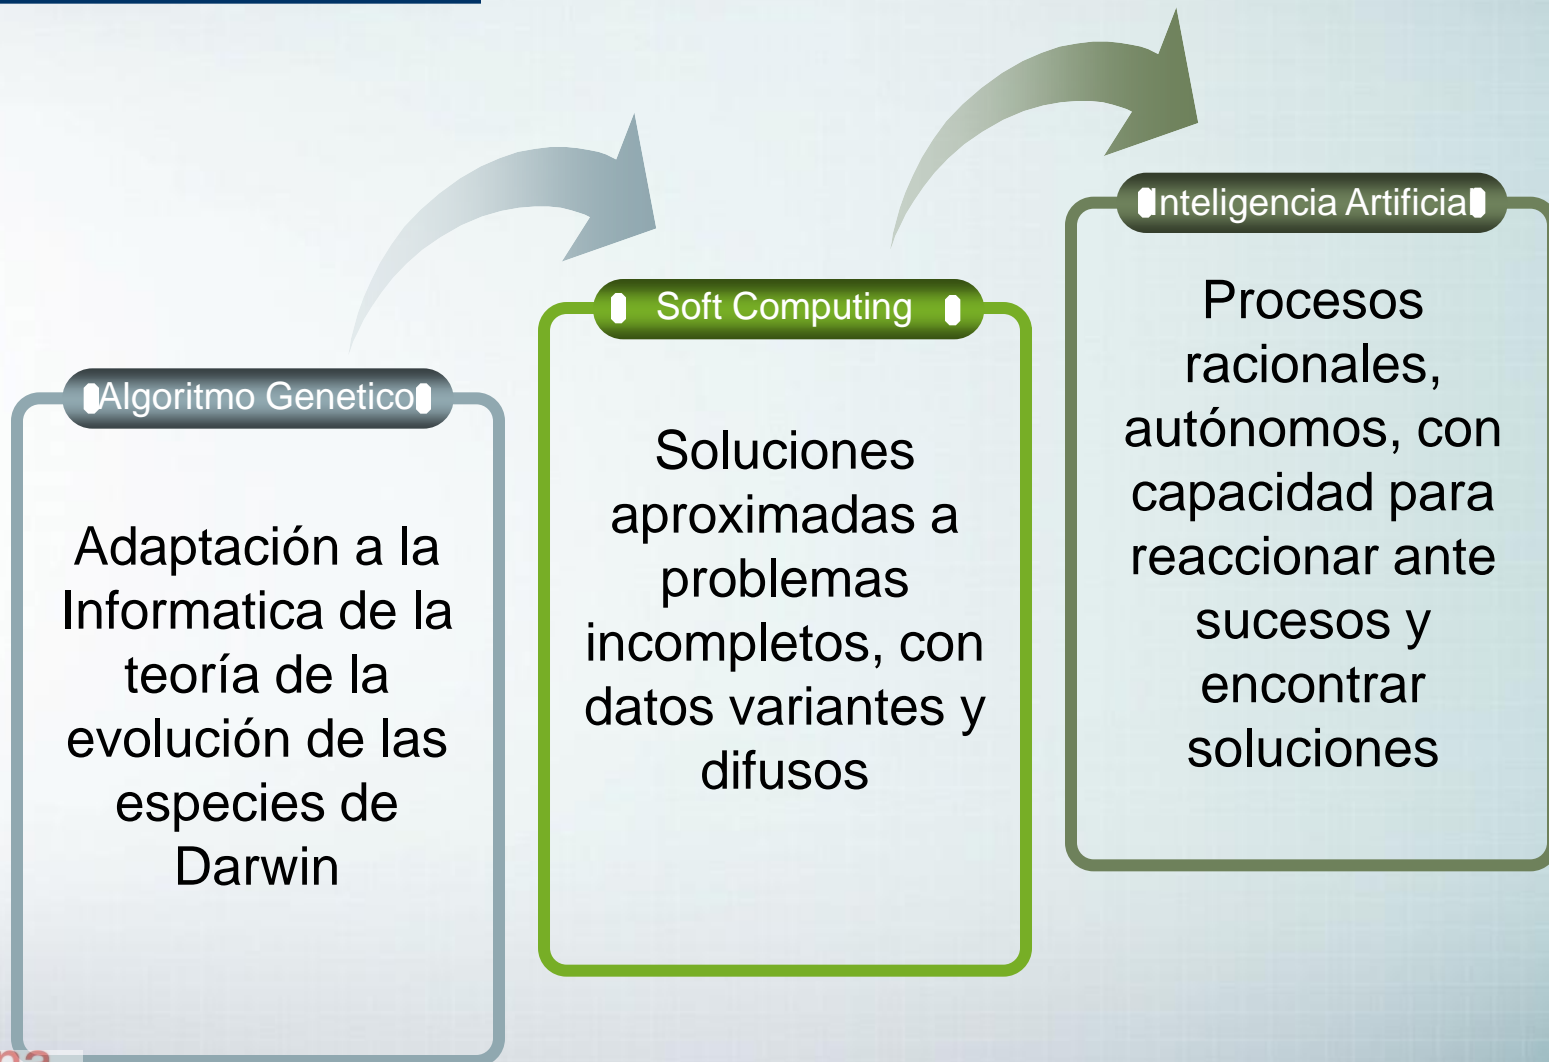 Algoritmo Genetico
Adaptación a la
Informatica de la
teoría de la
evolución de las
especies de
Darwin
Soft Computing
Soluciones
aproximadas a
problemas
incompletos, con
datos variantes y
difusos
Inteligencia Artificial
Procesos
racionales,
autónomos, con
capacidad para
reaccionar ante
sucesos y
encontrar
soluciones